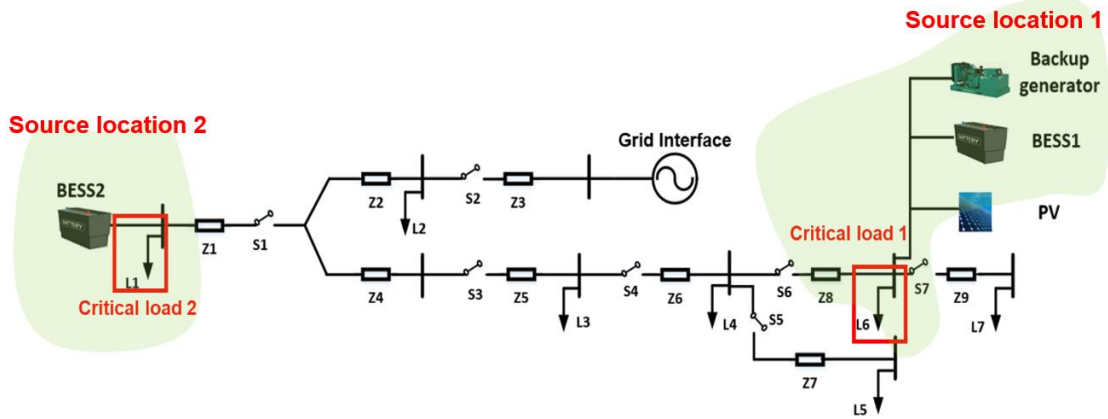 Source location 1
Backup
generator
Source location 2
BESS1
Grid Interface
BESS2
PV
Z2
S2
Z3
L2
Critical load 1
Z1
S1
L1
Critical load 2
Z4
S3
Z5
S4
Z6
S6
Z8
S7
Z9
L3
L4
S5
L6
L7
Z7
L5